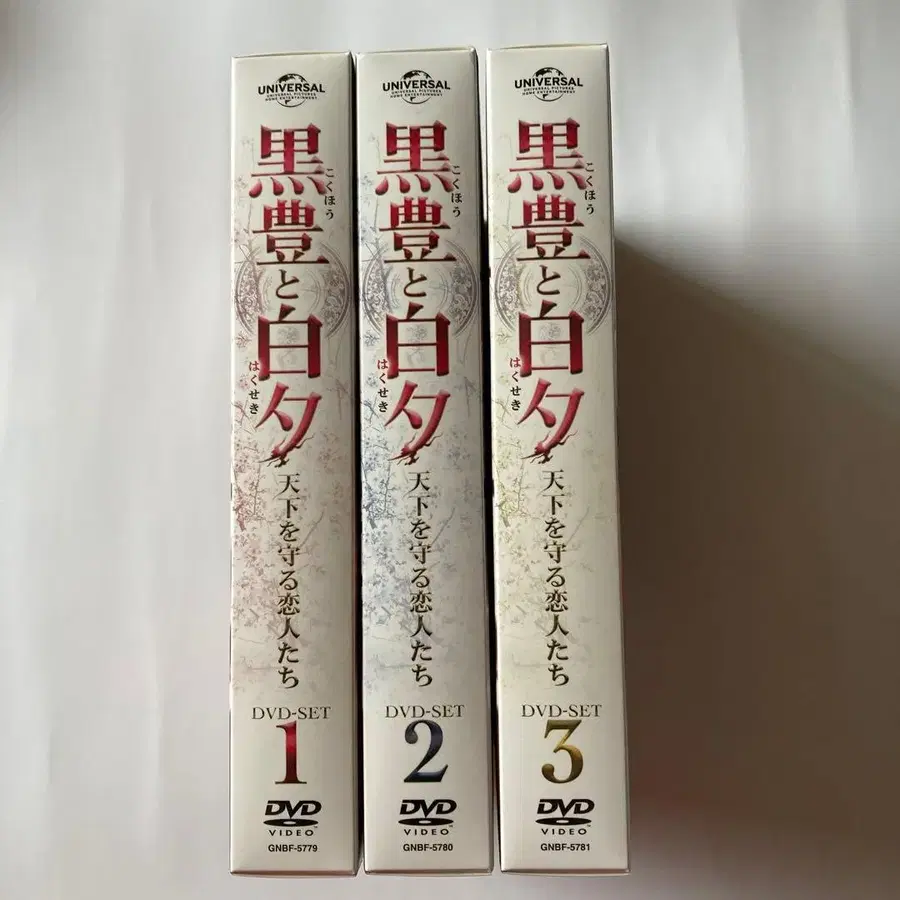 UNIVERSAL
UNIVERSAL PICTURES
HOME ENTERTAINMENT
黒豊と白夕
こくほう
はくせき
天下を守る恋人たち
DVD-SET
1
DVD
VIDEO™
GNBF-5779
UNIVERSAL
UNIVERSAL PICTURES
HOME ENTERTAINMENT
黒豊と白夕
こくほう
はくせき
天下を守る恋人たち
DVD-SET
2
DVD
VIDEO™
GNBF-5780
UNIVERSAL
UNIVERSAL PICTURES
HOME ENTERTAINMENT
黒豊と白夕
こくほう
はくせき
天下を守る恋人たち
DVD-SET
3
DVD
VIDEO™
GNBF-5781